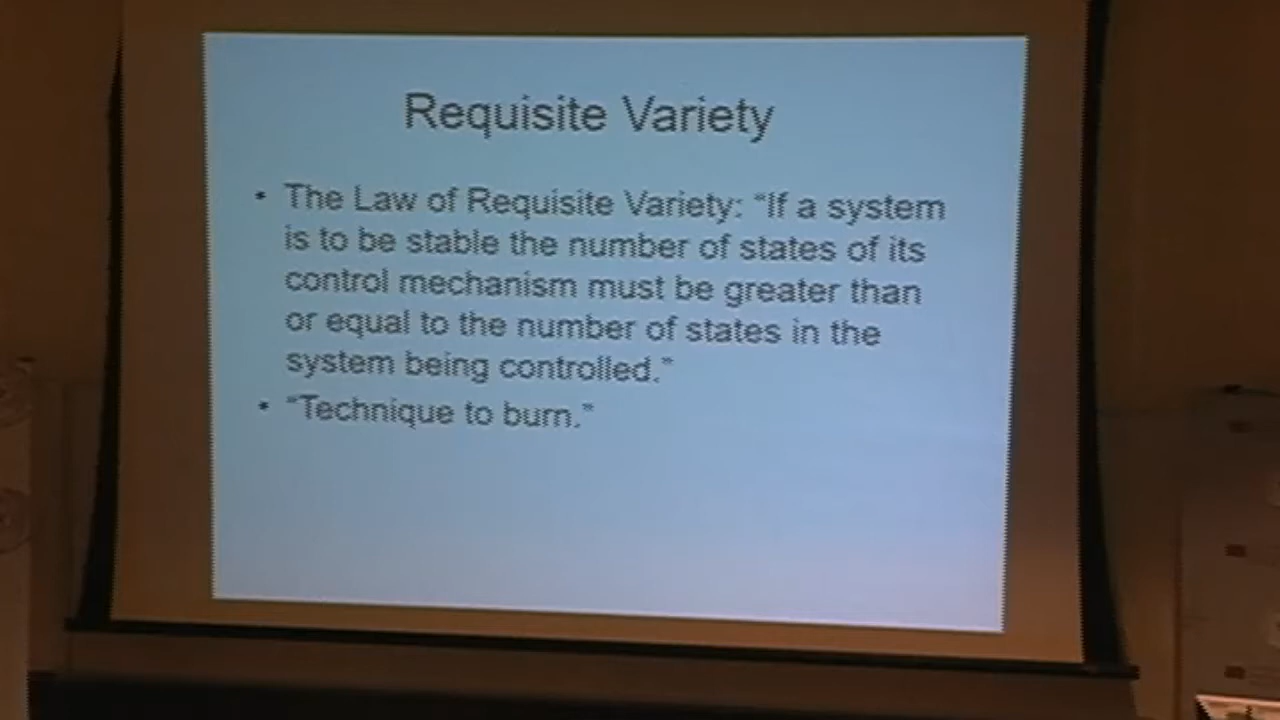 Requisite Variety
• The Law of Requisite Variety: "If a system
is to be stable the number of states of its
control mechanism must be greater than
or equal to the number of states in the
system being controlled."
• "Technique to burn."